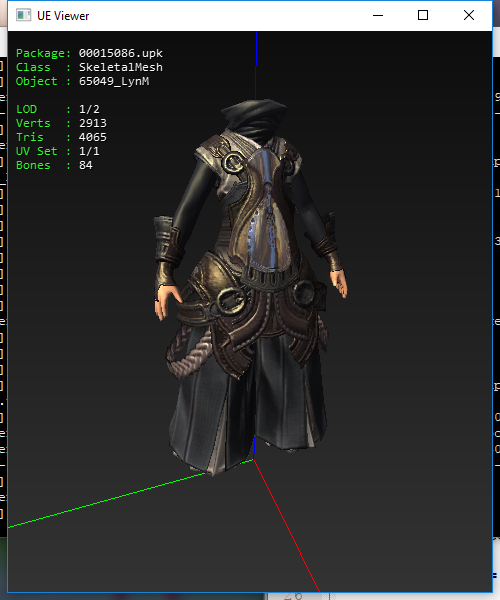 UE Viewer
Package: 00015086.upk
Class : SkeletalMesh
Object : 65049_LynM
LOD : 1/2
Verts : 2913
Tris : 4065
UV Set : 1/1
Bones : 84